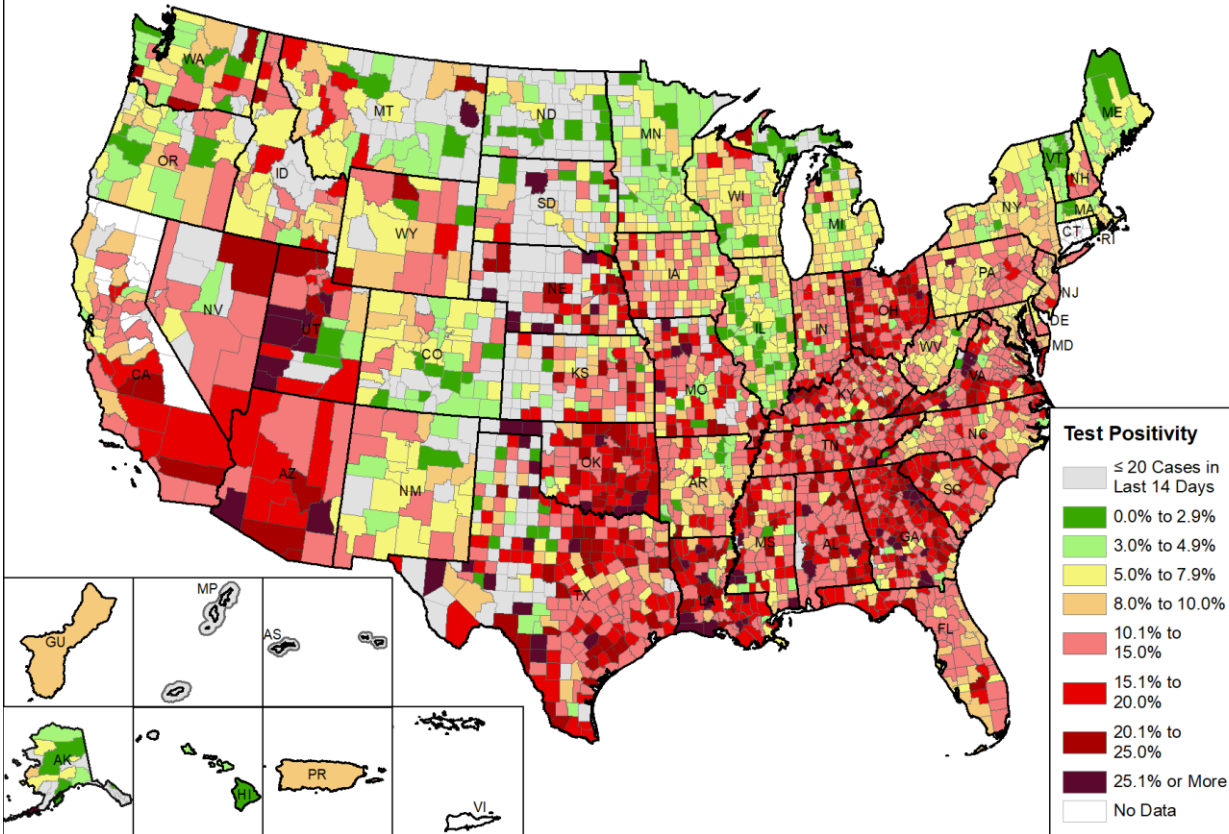 WA
MT
ND
MN
ME
OR
ID
SD
WI
VT
NH
NY
MA
CT
RI
WY
MI
IA
PA
NJ
NE
NV
UT
CO
IL
IN
OH
DE
MD
WV
CA
KS
MO
KY
VA
AZ
NM
OK
AR
TN
NC
SC
MS
AL
GA
TX
LA
FL
GU
MP
AS
AK
HI
PR
VI
Test Positivity
≤ 20 Cases in
Last 14 Days
0.0% to 2.9%
3.0% to 4.9%
5.0% to 7.9%
8.0% to 10.0%
10.1% to
15.0%
15.1% to
20.0%
20.1% to
25.0%
25.1% or More
No Data